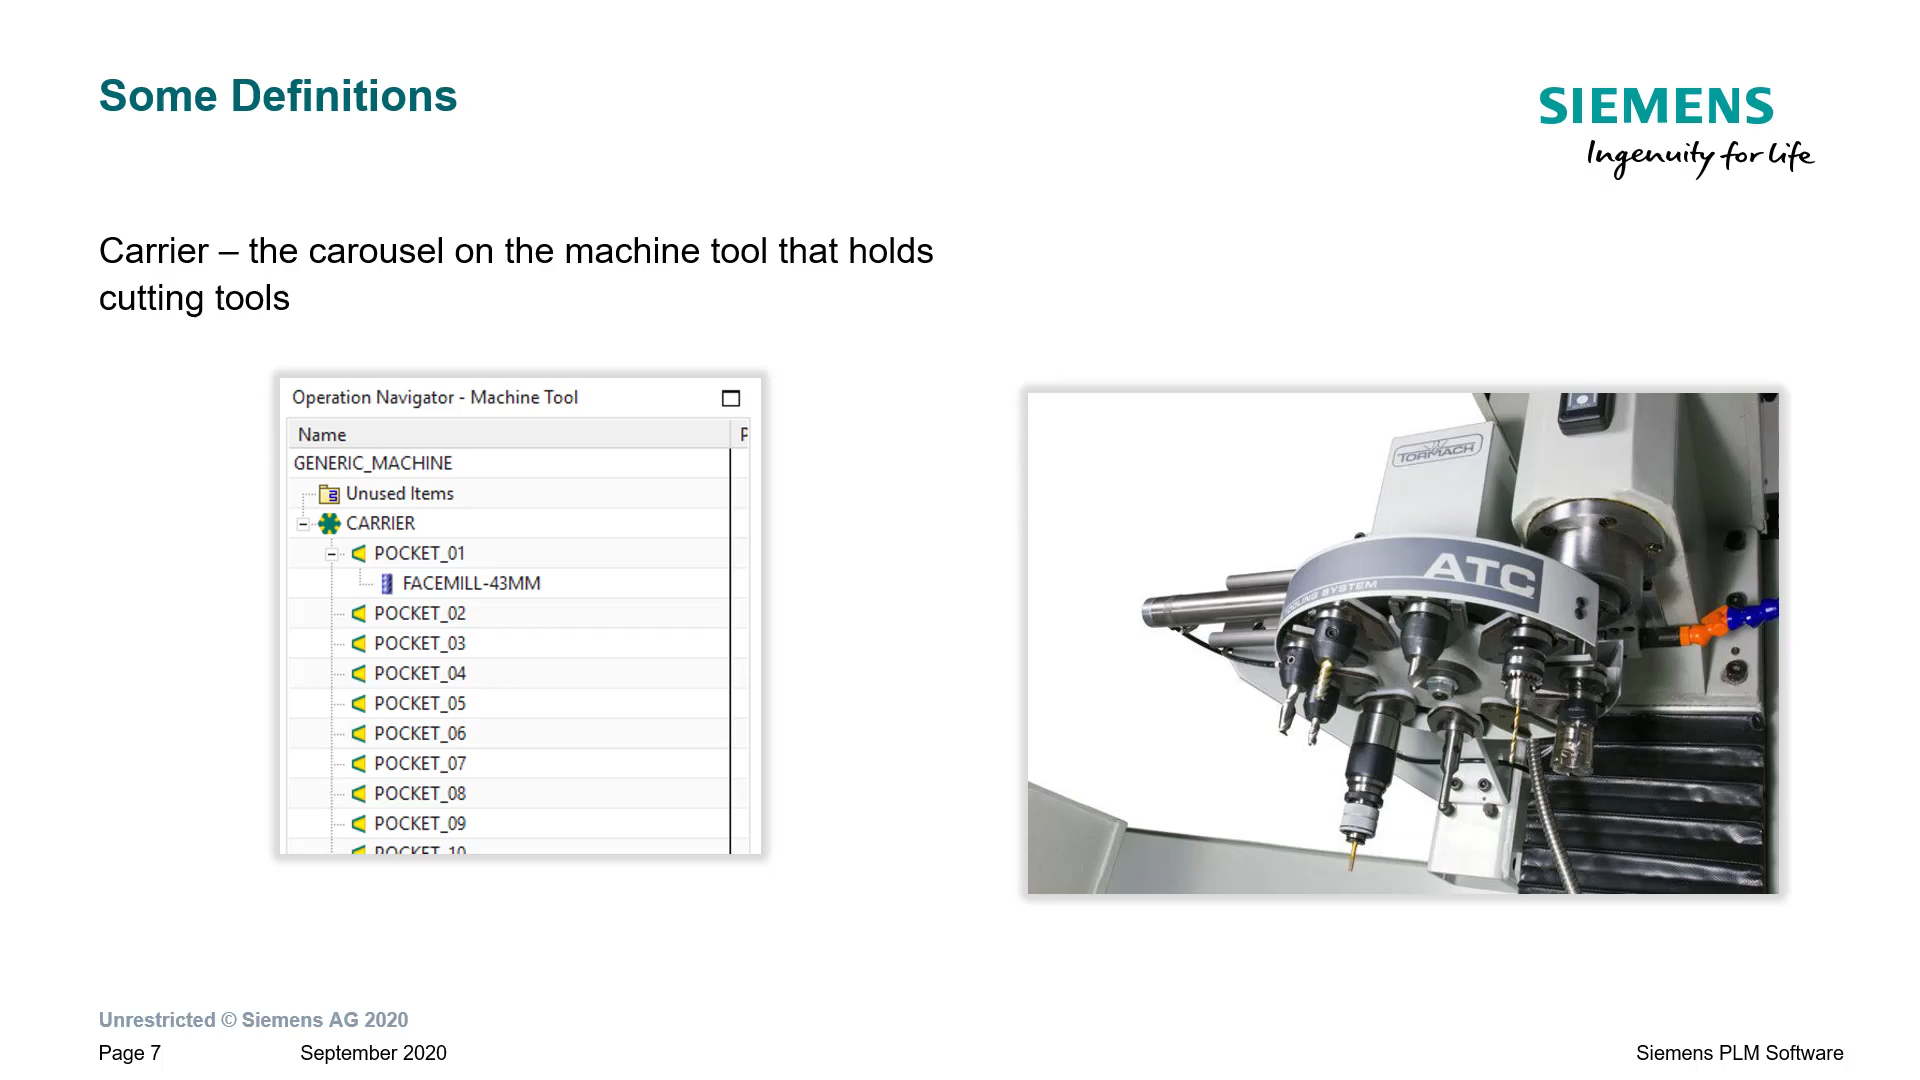 Some Definitions
SIEMENS
Ingenuity for life
Carrier – the carousel on the machine tool that holds
cutting tools
Operation Navigator - Machine Tool
Name
GENERIC_MACHINE
Unused Items
CARRIER
POCKET_01
FACEMILL-43MM
POCKET_02
POCKET_03
POCKET_04
POCKET_05
POCKET_06
POCKET_07
POCKET_08
POCKET_09
POCKET_10
TORMACH
ATC
SYSTEM
Unrestricted © Siemens AG 2020
Page 7
September 2020
Siemens PLM Software